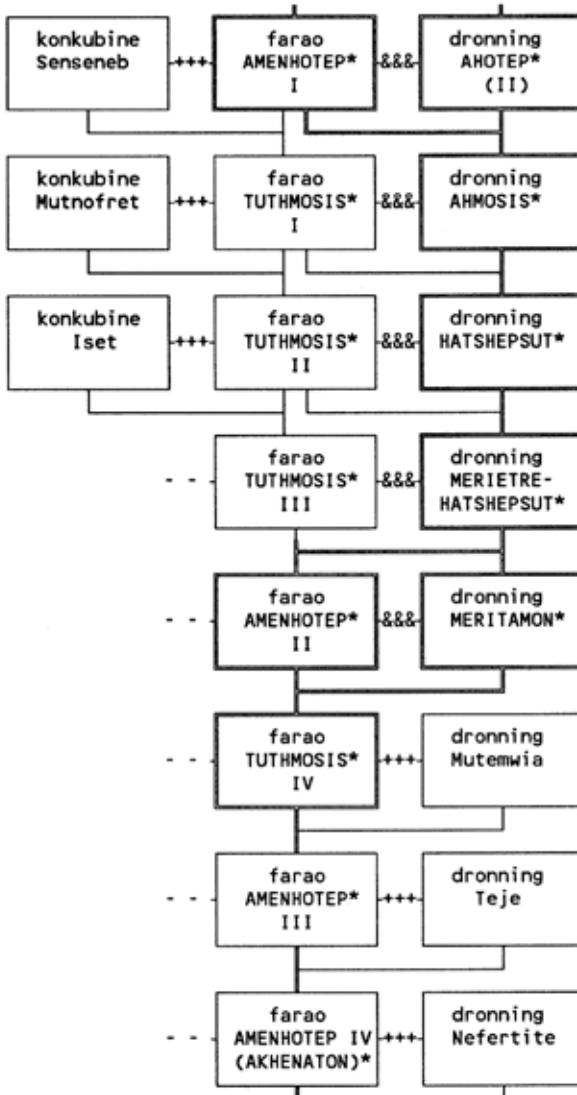 konkubine farao dronning
Senseneb +++ AMENHOTEP* &&& AHOTEP*
I (II)
konkubine farao dronning
Mutnofret +++ TUTHMOSIS* &&& AHMOSIS*
I
konkubine farao dronning
Iset +++ TUTHMOSIS* &&& HATSHEPSUT*
II
farao dronning
- - TUTHMOSIS* &&& MERIETRE-
III HATSHEPSUT*
farao dronning
- - AMENHOTEP* &&& MERITAMON*
II
farao dronning
- - TUTHMOSIS* +++ Mutemwia
IV
farao dronning
- - AMENHOTEP* +++ Teje
III
farao dronning
- - AMENHOTEP IV +++ Nefertite
(AKHENATON)*